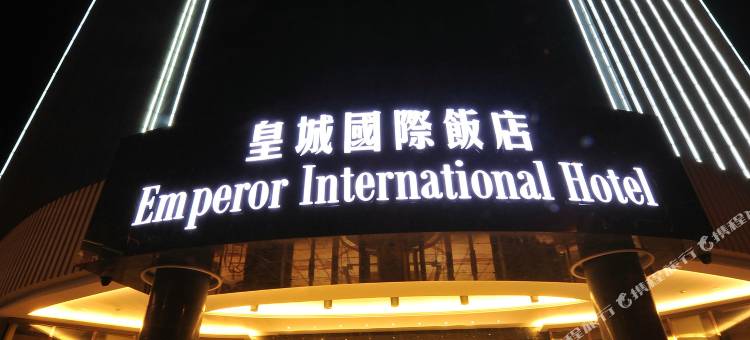 皇城國際飯店
Emperor International Hotel
携程旅行 携程旅行